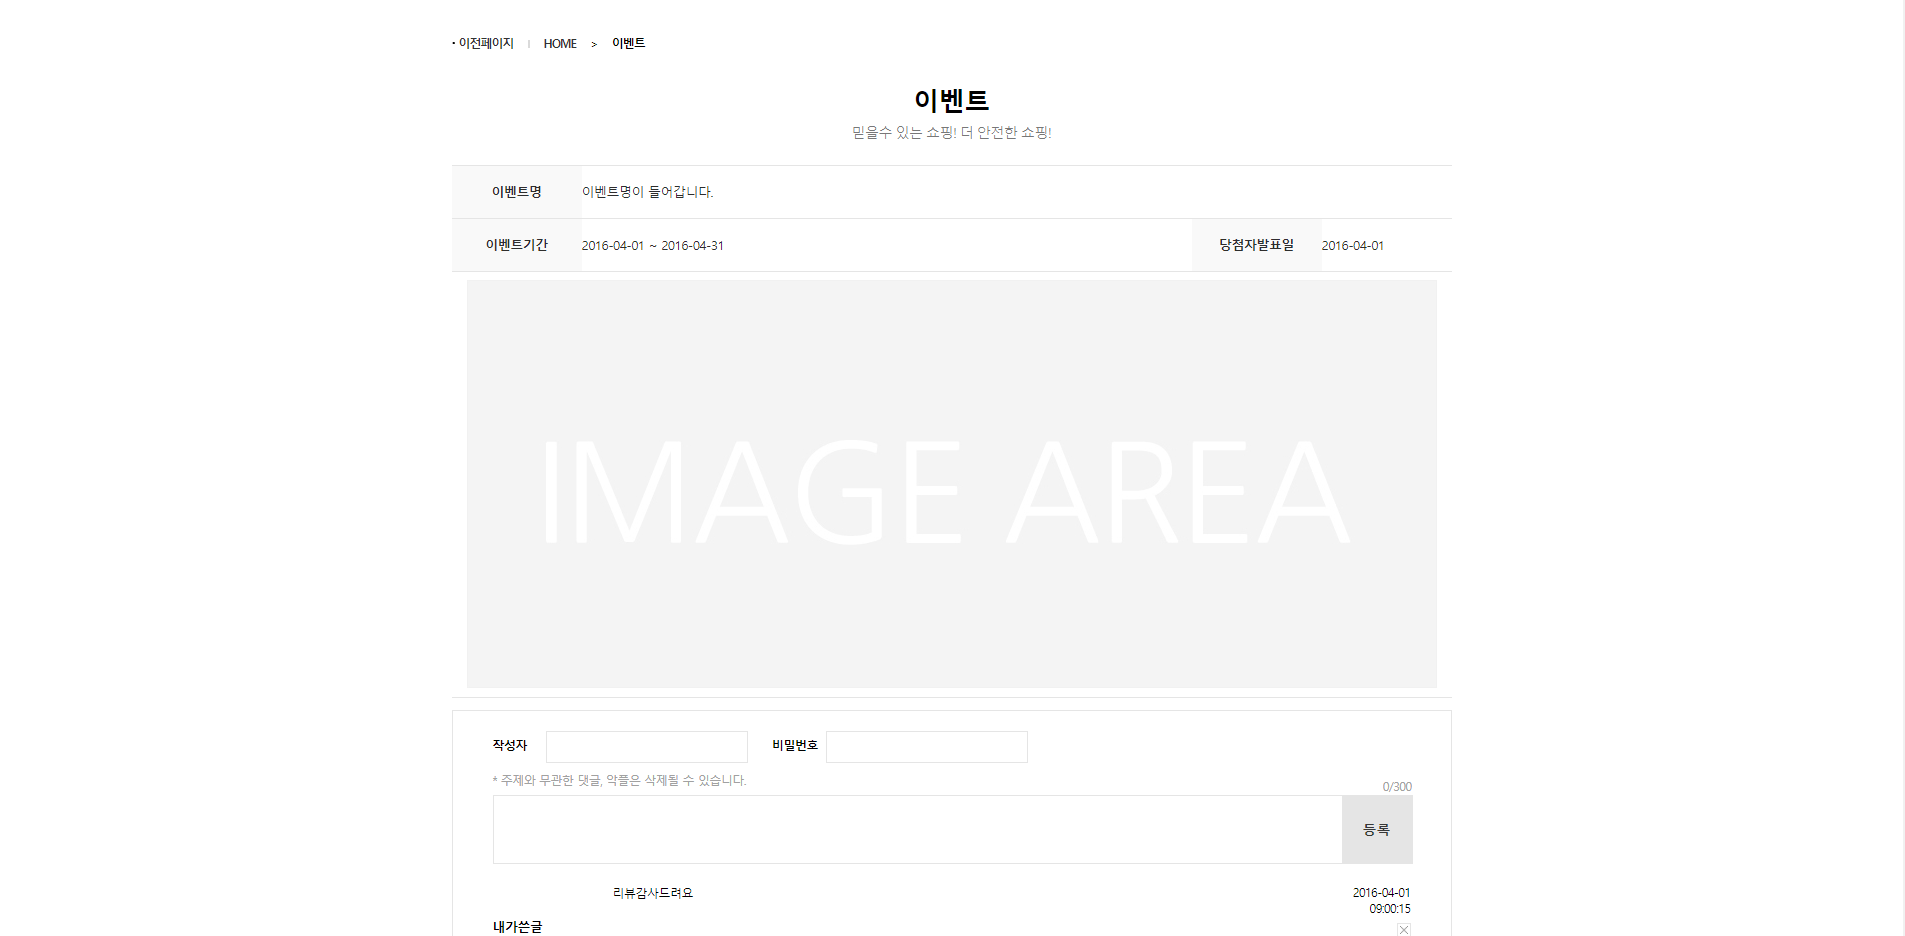 · 이전페이지 | HOME > 이벤트
이벤트
믿을수 있는 쇼핑! 더 안전한 쇼핑!
이벤트명 이벤트명이 들어갑니다.
이벤트기간 2016-04-01 ~ 2016-04-31 당첨자발표일 2016-04-01
IMAGE AREA
작성자 비밀번호
* 주제와 무관한 댓글, 악플은 삭제될 수 있습니다.
0/300
등록
리뷰감사드려요 2016-04-01
09:00:15
내가쓴글